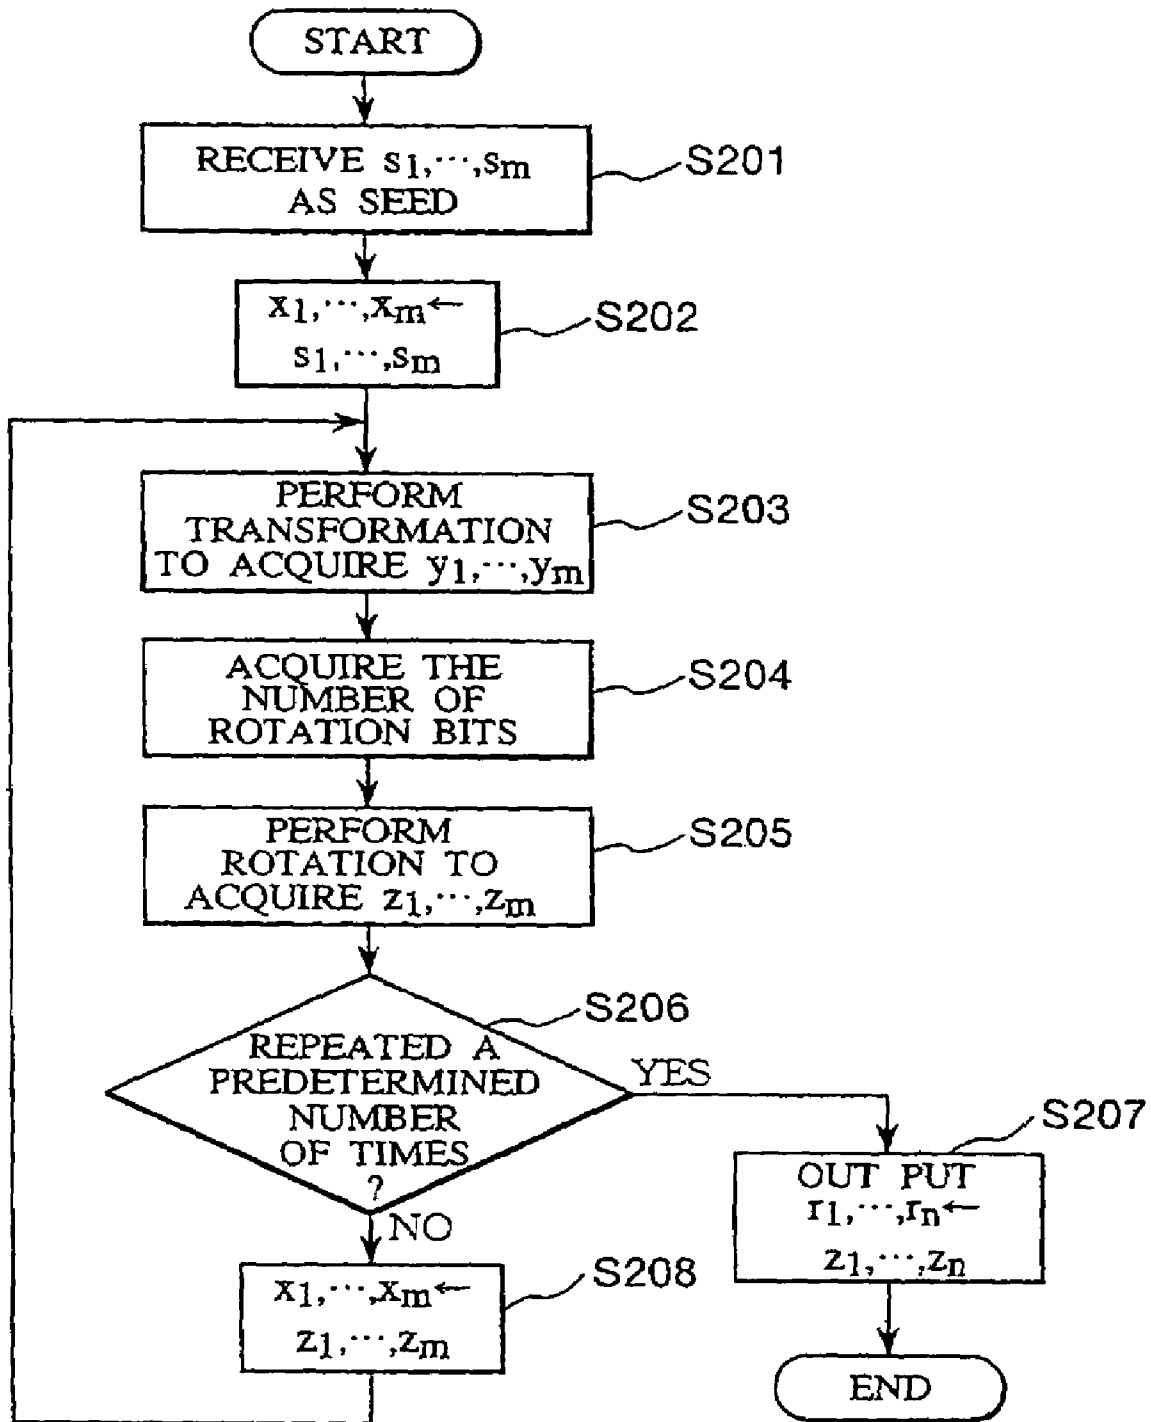 START
RECEIVE s1,···,sm
AS SEED
S201
x1,···,xm←
s1,···,sm
S202
PERFORM
TRANSFORMATION
TO ACQUIRE y1,···,ym
S203
ACQUIRE THE
NUMBER OF
ROTATION BITS
S204
PERFORM
ROTATION TO
ACQUIRE z1,···,zm
S205
REPEATED A
PREDETERMINED
NUMBER
OF TIMES
?
S206
YES
NO
OUT PUT
r1,···,rn←
z1,···,zn
S207
x1,···,xm←
z1,···,zm
S208
END